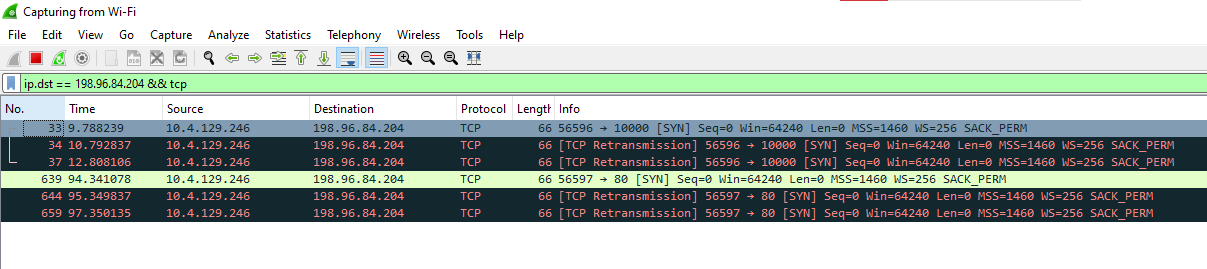 Capturing from Wi-Fi
File Edit View Go Capture Analyze Statistics Telephony Wireless Tools Help
ip.dst == 198.96.84.204 && tcp
No. Time Source Destination Protocol Length Info
33 9.788239 10.4.129.246 198.96.84.204 TCP 66 56596 → 10000 [SYN] Seq=0 Win=64240 Len=0 MSS=1460 WS=256 SACK_PERM
34 10.792837 10.4.129.246 198.96.84.204 TCP 66 [TCP Retransmission] 56596 → 10000 [SYN] Seq=0 Win=64240 Len=0 MSS=1460 WS=256 SACK_PERM
37 12.808106 10.4.129.246 198.96.84.204 TCP 66 [TCP Retransmission] 56596 → 10000 [SYN] Seq=0 Win=64240 Len=0 MSS=1460 WS=256 SACK_PERM
639 94.341078 10.4.129.246 198.96.84.204 TCP 66 56597 → 80 [SYN] Seq=0 Win=64240 Len=0 MSS=1460 WS=256 SACK_PERM
644 95.349837 10.4.129.246 198.96.84.204 TCP 66 [TCP Retransmission] 56597 → 80 [SYN] Seq=0 Win=64240 Len=0 MSS=1460 WS=256 SACK_PERM
659 97.350135 10.4.129.246 198.96.84.204 TCP 66 [TCP Retransmission] 56597 → 80 [SYN] Seq=0 Win=64240 Len=0 MSS=1460 WS=256 SACK_PERM